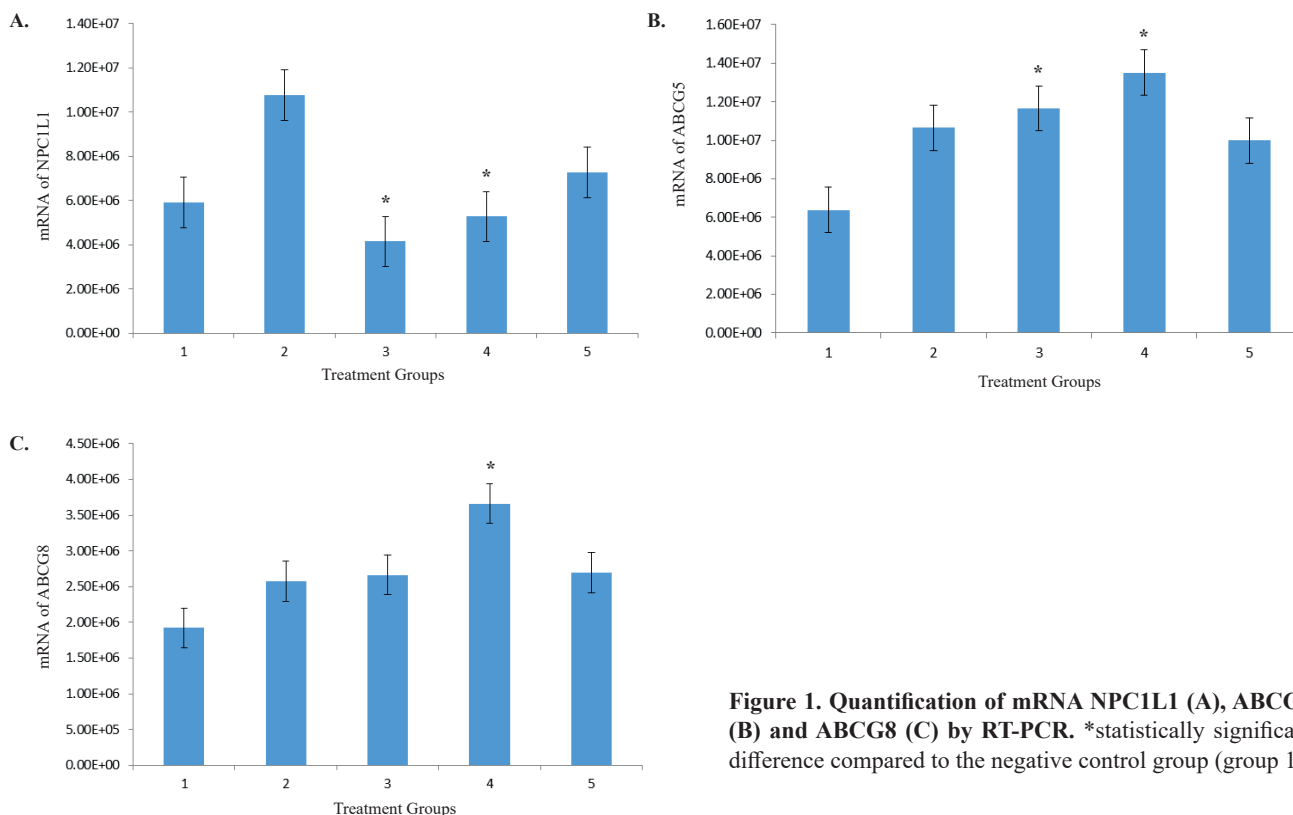 A.
1.40E+07
1.20E+07
1.00E+07
8.00E+06
6.00E+06
4.00E+06
2.00E+06
0.00E+00
mRNA of NPC1L1
* *
1 2 3 4 5
Treatment Groups
B.
1.60E+07
1.40E+07
1.20E+07
1.00E+07
8.00E+06
6.00E+06
4.00E+06
2.00E+06
0.00E+00
mRNA of ABCG5
* *
1 2 3 4 5
Treatment Groups
C.
4.50E+06
4.00E+06
3.50E+06
3.00E+06
2.50E+06
2.00E+06
1.50E+06
1.00E+06
5.00E+05
0.00E+00
mRNA of ABCG8
*
1 2 3 4 5
Treatment Groups
Figure 1. Quantification of mRNA NPC1L1 (A),
(B) and ABCG8 (C) by RT-PCR. *statistically
difference compared to the negative control group (group 1